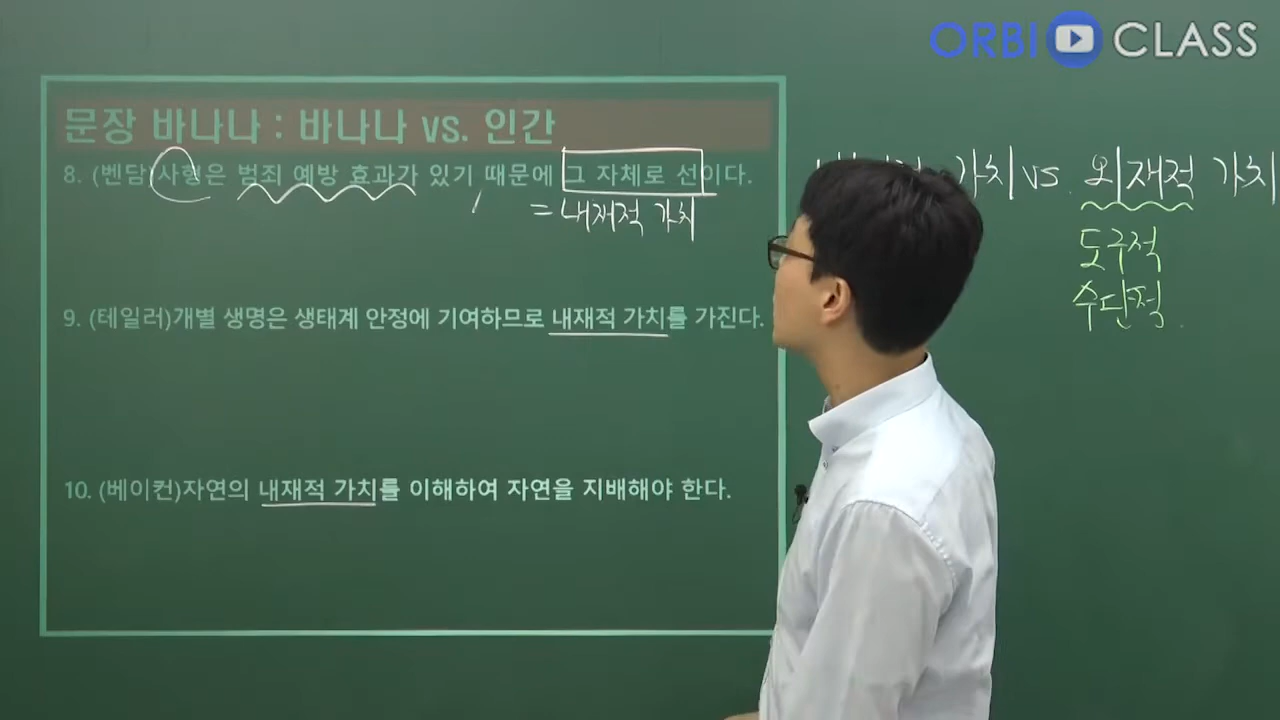 ORBI CLASS
문장 바나나 : 바나나 vs. 인간
8. (벤담)사형은 범죄 예방 효과가 있기 때문에 그 자체로 선이다.
= 내재적 가치
9. (테일러)개별 생명은 생태계 안정에 기여하므로 내재적 가치를 가진다.
10. (베이컨)자연의 내재적 가치를 이해하여 자연을 지배해야 한다.
가치 vs. 외재적 가치
도구적
수단적.